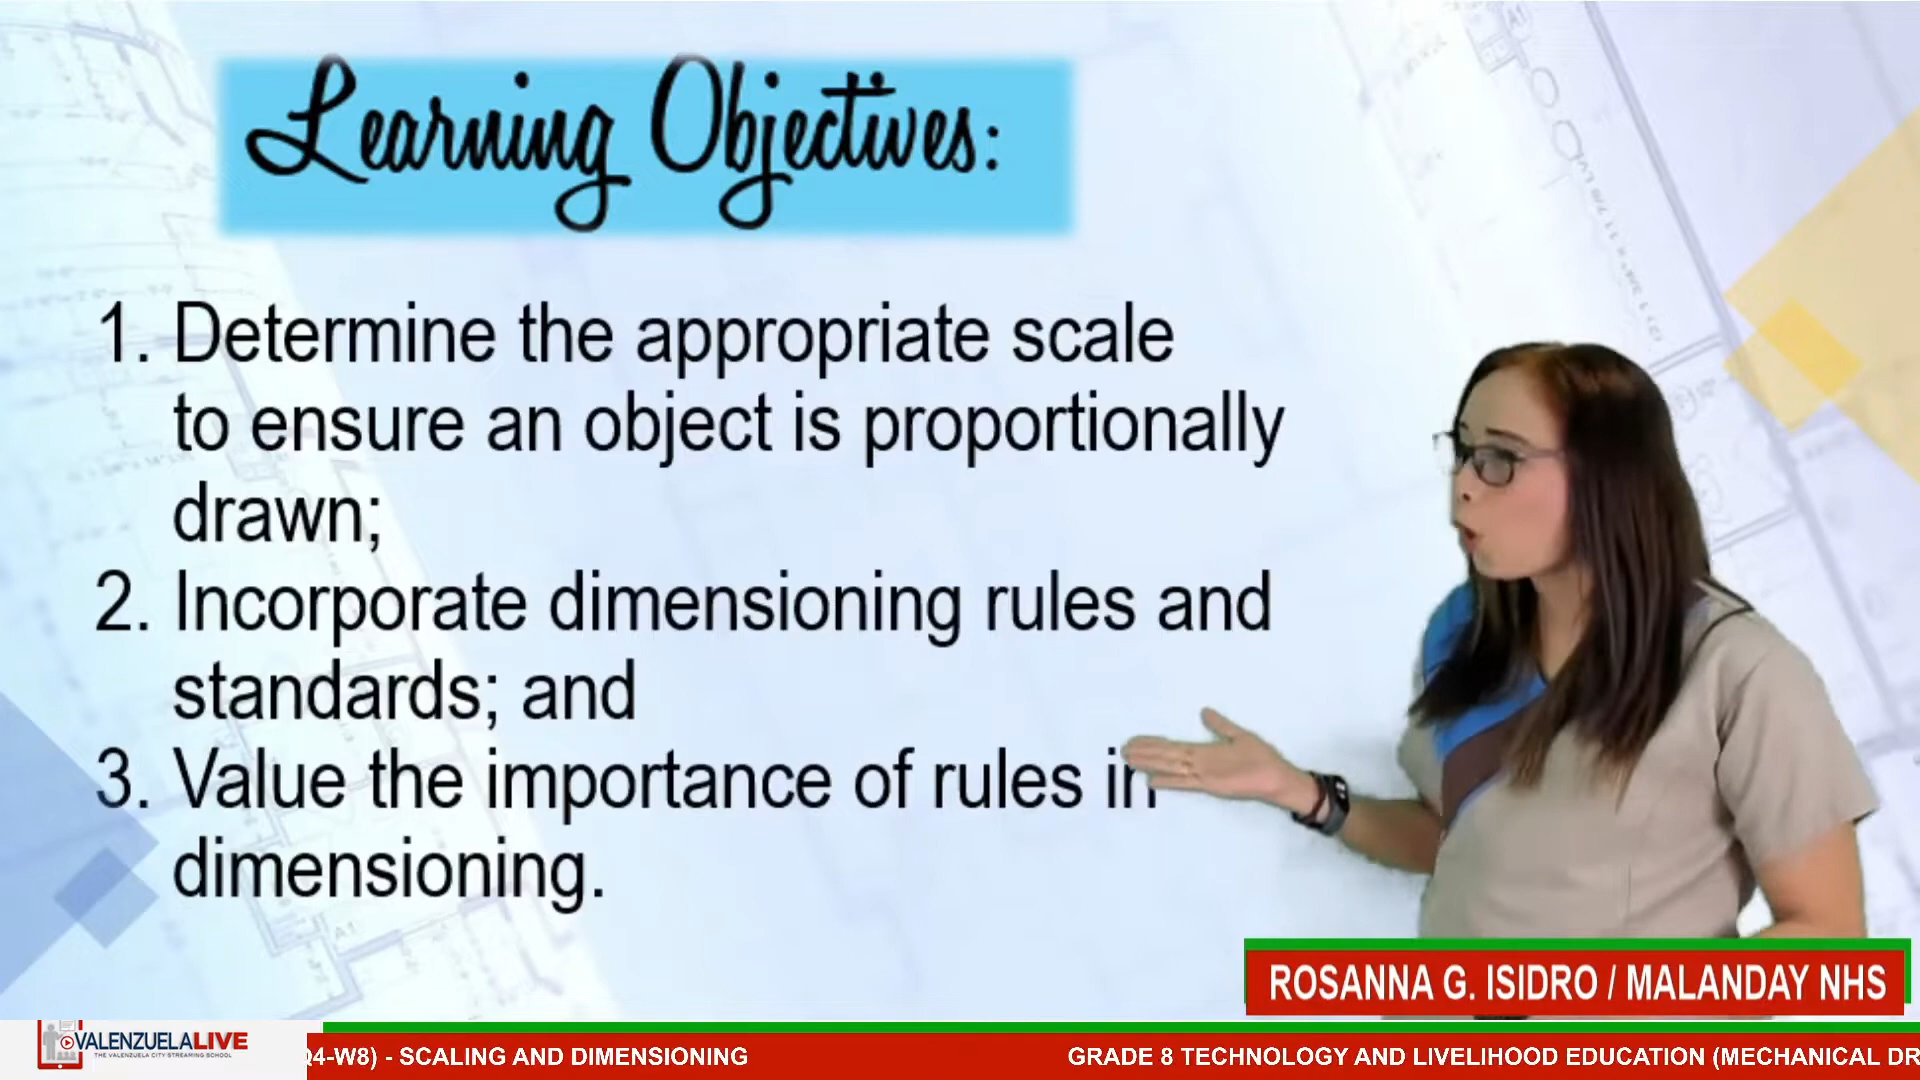 Learning Objectives:
1. Determine the appropriate scale
to ensure an object is proportionally
drawn;
2. Incorporate dimensioning rules and
standards; and
3. Value the importance of rules in
dimensioning.
ROSANNA G. ISIDRO / MALANDAY NHS
VALENZUELALIVE
THE VALENZUELA CITY STREAMING SCHOOL
Q4-W8) - SCALING AND DIMENSIONING
GRADE 8 TECHNOLOGY AND LIVELIHOOD EDUCATION (MECHANICAL DR